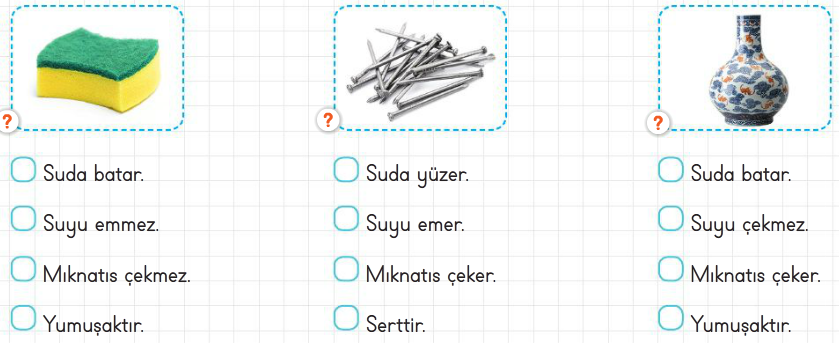 ?
?
?
Suda batar.
Suyu emmez.
Mıknatıs çekmez.
Yumuşaktır.
Suda yüzer.
Suyu emer.
Mıknatıs çeker.
Serttir.
Suda batar.
Suyu çekmez.
Mıknatıs çeker.
Yumuşaktır.